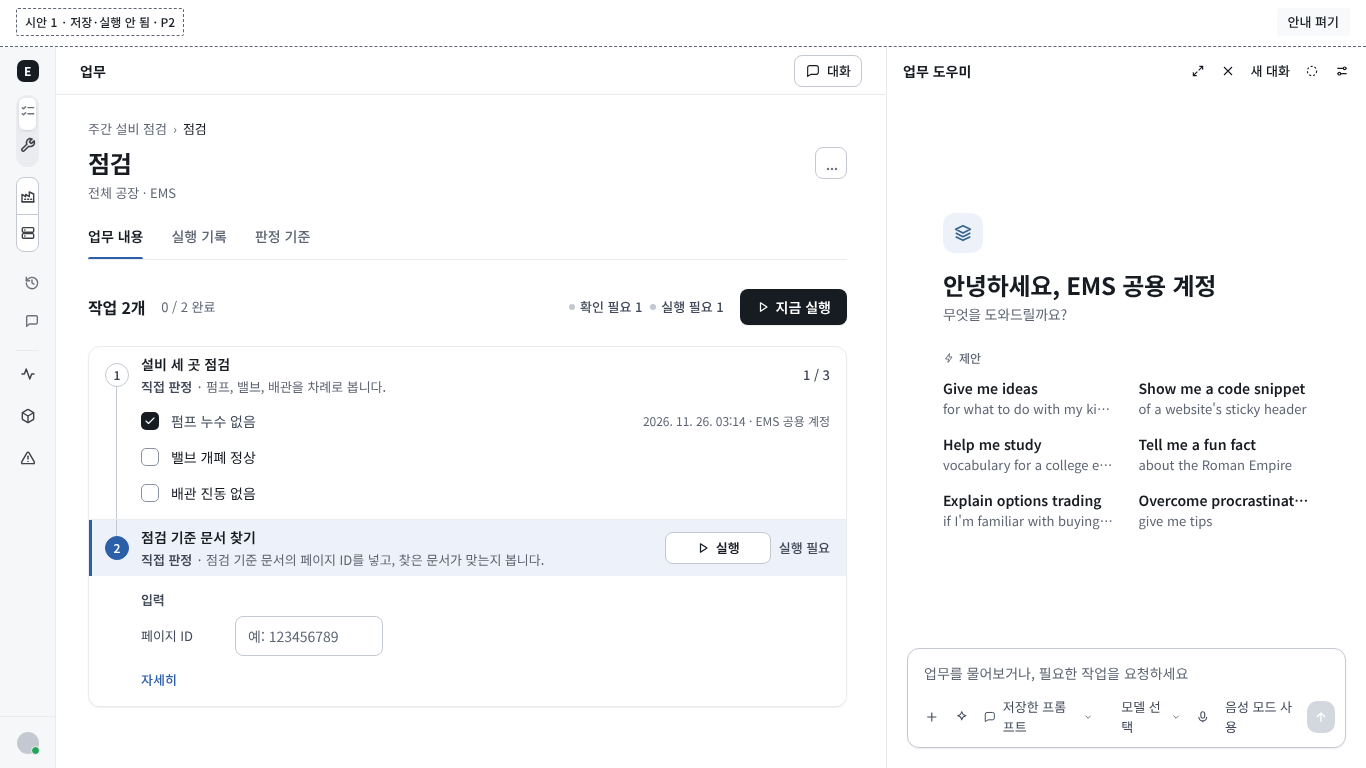 시안 1 · 저장·실행 안 됨 · P2
안내 펴기
E
업무
대화
업무 도우미
새 대화
주간 설비 점검 › 점검
점검
...
전체 공장 · EMS
업무 내용
실행 기록
판정 기준
작업 2개
0 / 2 완료
확인 필요 1
실행 필요 1
지금 실행
1
설비 세 곳 점검
직접 판정 · 펌프, 밸브, 배관을 차례로 봅니다.
1 / 3
펌프 누수 없음
2026. 11. 26. 03:14 · EMS 공용 계정
밸브 개폐 정상
배관 진동 없음
2
점검 기준 문서 찾기
직접 판정 · 점검 기준 문서의 페이지 ID를 넣고, 찾은 문서가 맞는지 봅니다.
실행
실행 필요
입력
페이지 ID
예: 123456789
자세히
안녕하세요, EMS 공용 계정
무엇을 도와드릴까요?
제안
Give me ideas
for what to do with my ki···
Show me a code snippet
of a website's sticky header
Help me study
vocabulary for a college e···
Tell me a fun fact
about the Roman Empire
Explain options trading
if I'm familiar with buying···
Overcome procrastinat···
give me tips
업무를 물어보거나, 필요한 작업을 요청하세요
저장한 프롬
프트
모델 선
택
음성 모드 사
용